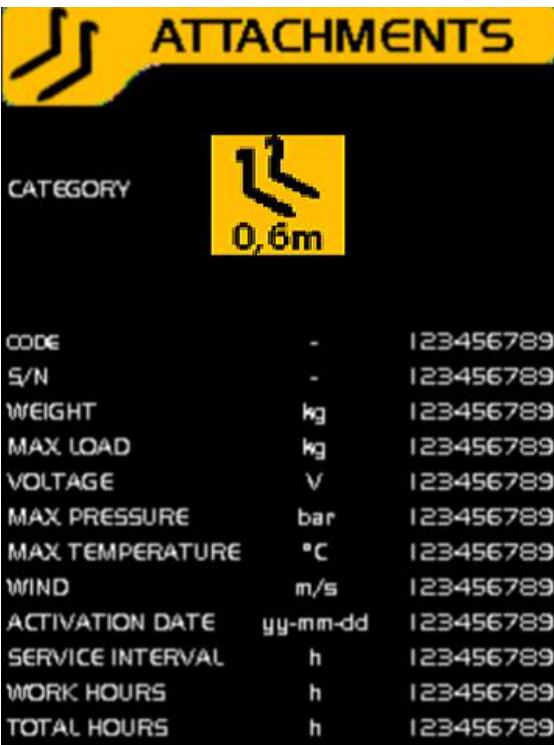 ATTACHMENTS
CATEGORY
0,6m
CODE - 123456789
S/N - 123456789
WEIGHT kg 123456789
MAX LOAD kg 123456789
VOLTAGE V 123456789
MAX PRESSURE bar 123456789
MAX TEMPERATURE °C 123456789
WIND m/s 123456789
ACTIVATION DATE yy-mm-dd 123456789
SERVICE INTERVAL h 123456789
WORK HOURS h 123456789
TOTAL HOURS h 123456789